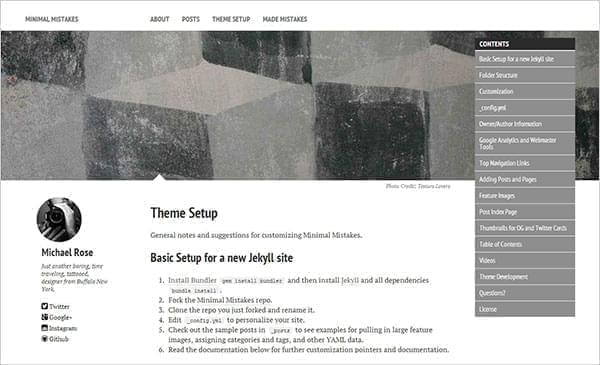 MINIMAL MISTAKES
ABOUT POSTS THEME SETUP MADE MISTAKES
CONTENTS
Basic Setup for a new Jekyll site
Folder Structure
Customization
_config.yml
Owner/Author Information
Google Analytics and Webmaster
Tools
Top Navigation Links
Adding Posts and Pages
Feature Images
Post Index Page
Thumbnails for OG and Twitter Cards
Table of Contents
Videos
Theme Development
Questions?
License
Photo Credit: Texture Lovers
Michael Rose
Just another boring, time
traveling, tattooed,
designer from Buffalo New
York.
Twitter
Google+
Instagram
Github
Theme Setup
General notes and suggestions for customizing Minimal Mistakes.
Basic Setup for a new Jekyll site
1. Install Bundler gem install bundler and then install Jekyll and all dependencies
bundle install .
2. Fork the Minimal Mistakes repo.
3. Clone the repo you just forked and rename it.
4. Edit _config.yml to personalize your site.
5. Check out the sample posts in _posts to see examples for pulling in large feature
images, assigning categories and tags, and other YAML data.
6. Read the documentation below for further customization pointers and documentation.